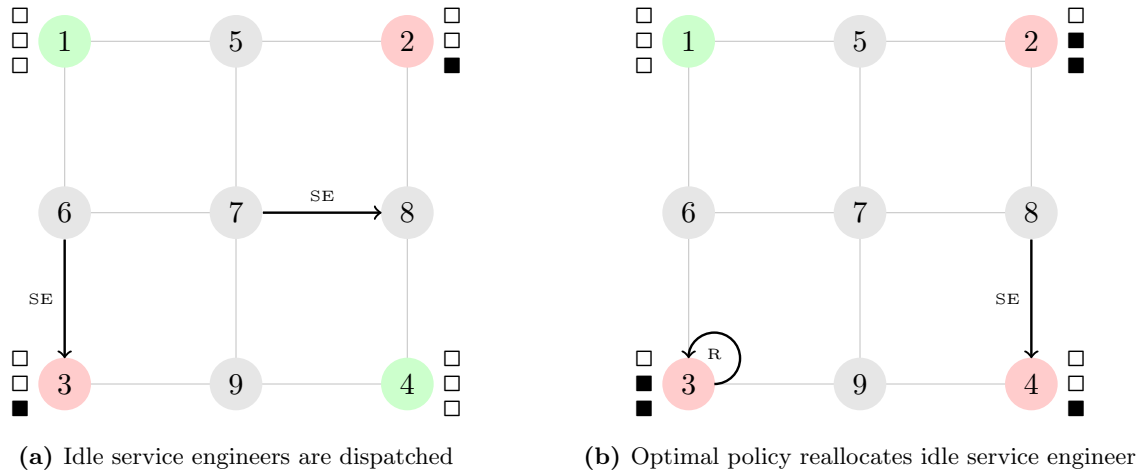 1 5 2
SE
6 7 8
SE
3 9 4
(a) Idle service engineers are dispatched
1 5 2
6 7 8
SE
R
3 9 4
(b) Optimal policy reallocates idle service engineer